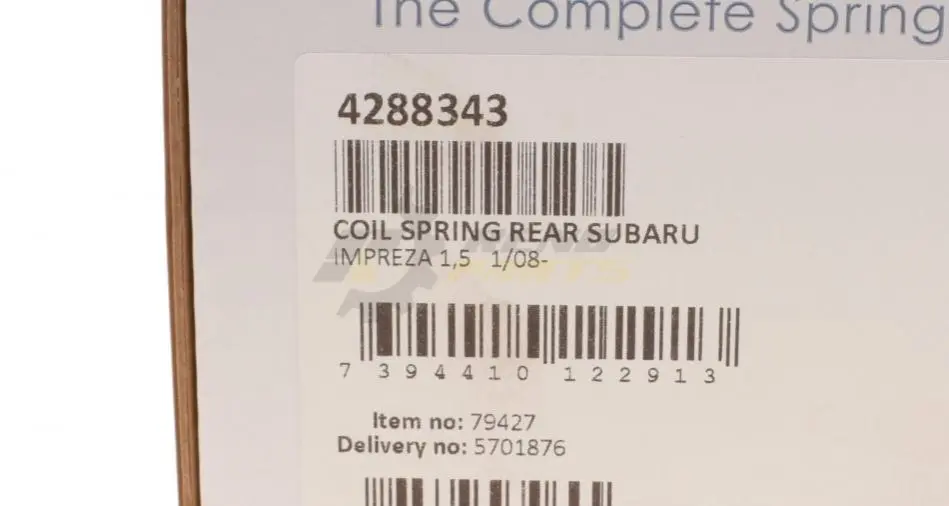 The Complete Spring
4288343
COIL SPRING REAR SUBARU
IMPREZA 1,5 1/08-
7 394410 122913
Item no: 79427
Delivery no: 5701876